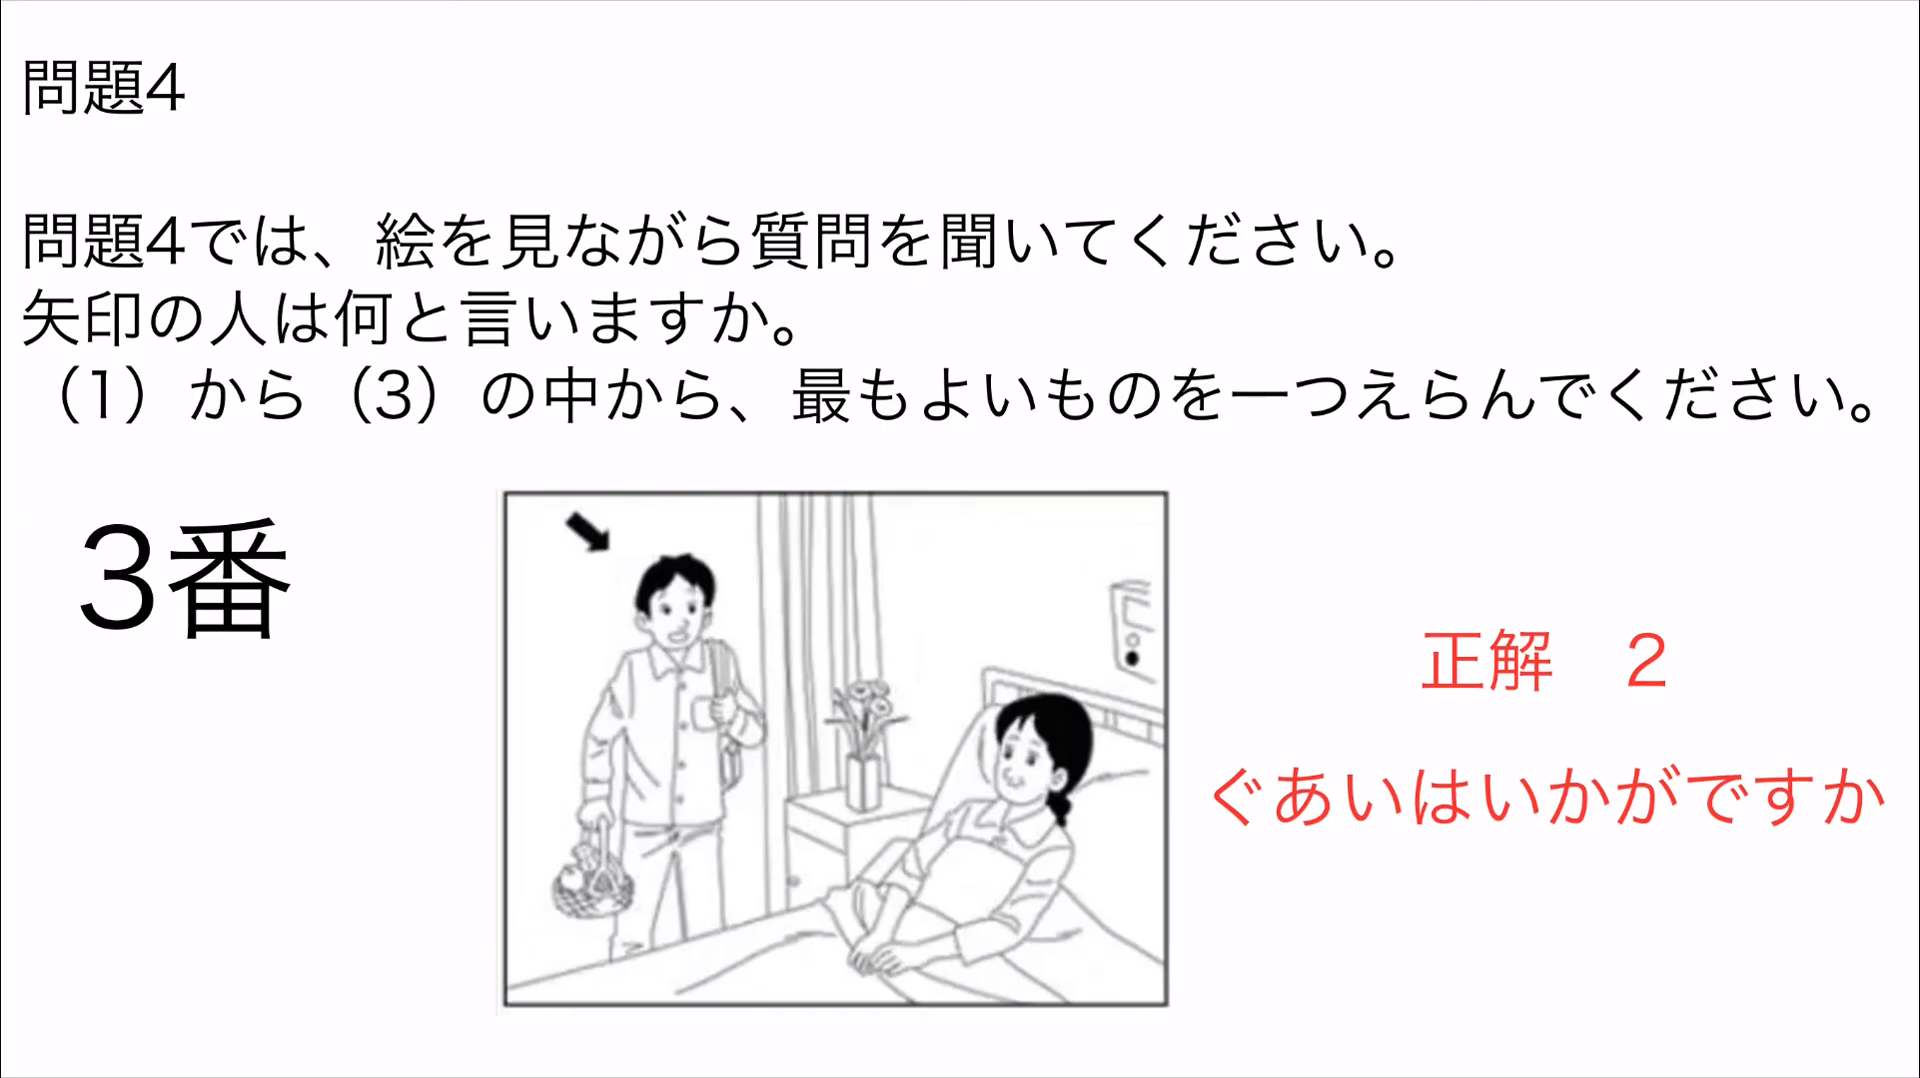 問題4
問題4では、絵を見ながら質問を聞いてください。
矢印の人は何と言いますか。
（1）から（3）の中から、最もよいものを一つえらんでください。
3番
正解　2
ぐあいはいかがですか